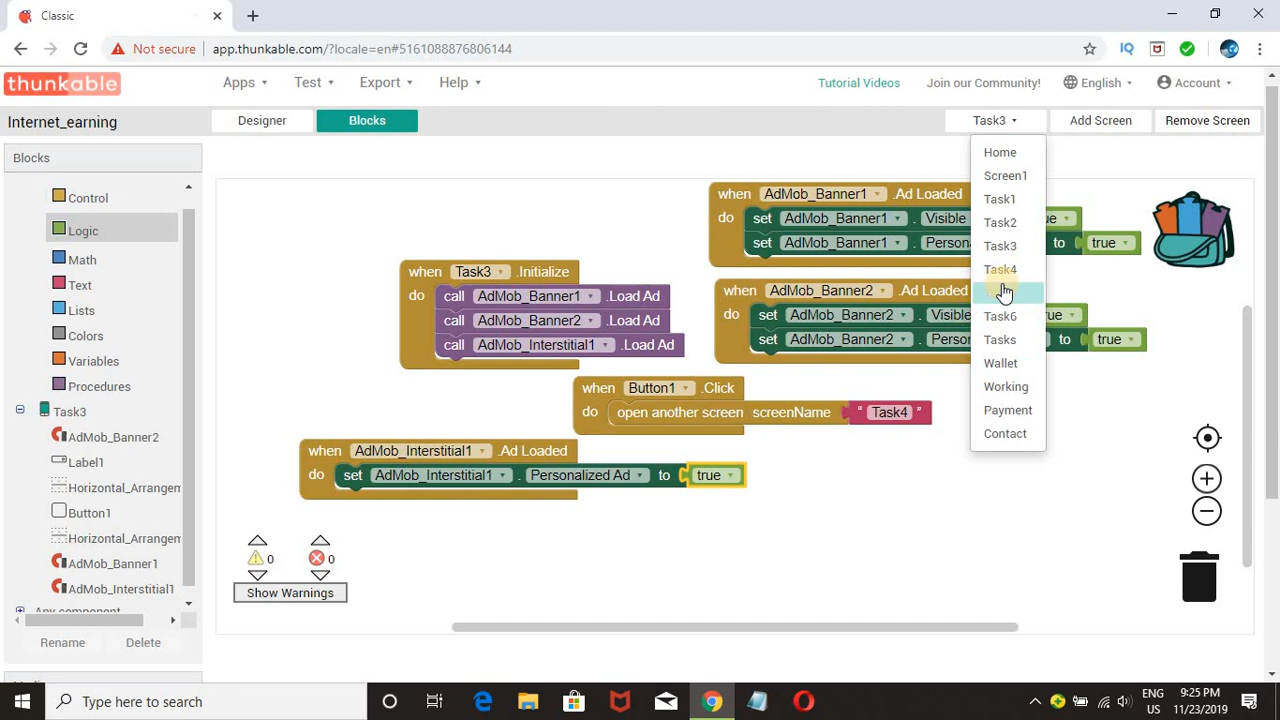 Classic
Not secure app.thunkable.com/?locale=en#5161088876806144
thunkable Apps Test Export Help Tutorial Videos Join our Community! English Account
Internet_earning Designer Blocks Task3 Add Screen Remove Screen
Blocks
Control
Logic
Math
Text
Lists
Colors
Variables
Procedures
Task3
AdMob_Banner2
Label1
Horizontal_Arrangem
Button1
Horizontal_Arrangem
AdMob_Banner1
AdMob_Interstitial1
Any component
Rename Delete
when AdMob_Banner1 .Ad Loaded
do set AdMob_Banner1 . Visible
set AdMob_Banner1 . Perso to true
when Task3 .Initialize
do call AdMob_Banner1 .Load Ad
call AdMob_Banner2 .Load Ad
call AdMob_Interstitial1 .Load Ad
when AdMob_Banner2 .Ad Loaded
do set AdMob_Banner2 . Visible
set AdMob_Banner2 . Perso to true
when Button1 .Click
do open another screen screenName “ Task4 ”
when AdMob_Interstitial1 .Ad Loaded
do set AdMob_Interstitial1 . Personalized Ad to true
Home
Screen1
Task1
Task2
Task3
Task4
Task6
Tasks
Wallet
Working
Payment
Contact
0 0
Show Warnings
Type here to search
ENG 9:25 PM
US 11/23/2019